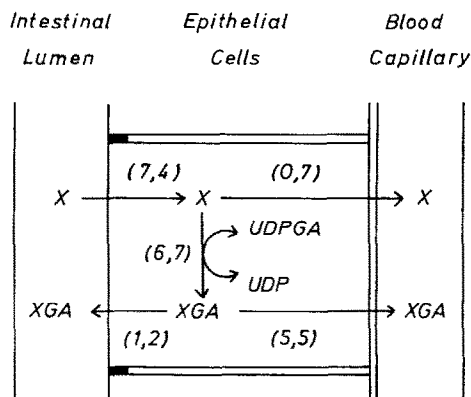 Intestinal Epithelial Blood
Lumen Cells Capillary
(7,4) (0,7)
X X X
UDPGA
(6,7)
UDP
XGA XGA XGA
(1,2) (5,5)